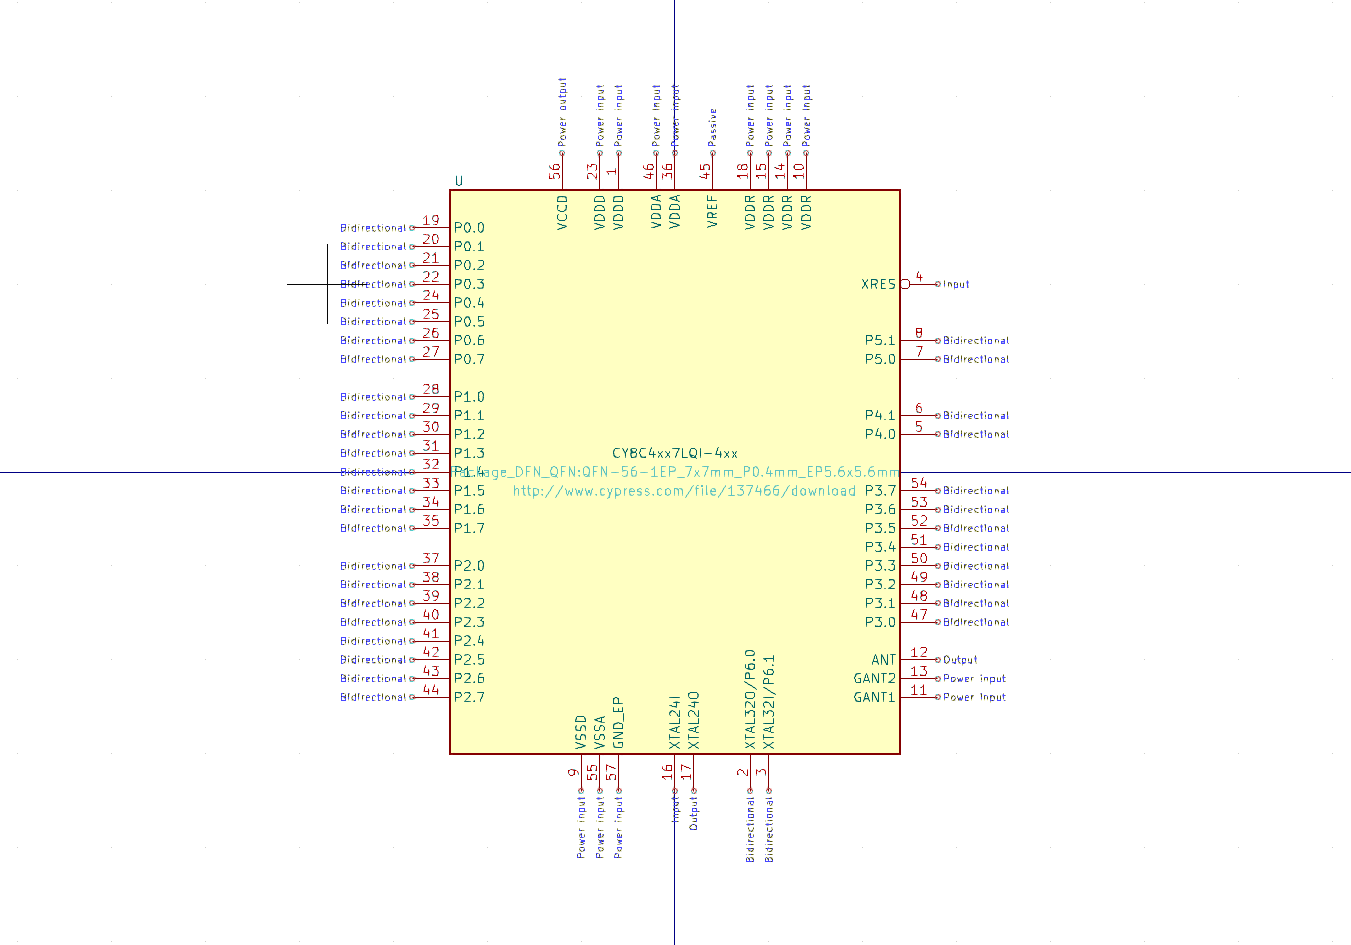 Power output
Power input
Power input
Power input
Power input
Passive
Power input
Power input
Power input
Power input
56
23
1
46
36
45
18
15
14
10
U
VCCD
VDDD
VDDD
VDDA
VDDA
VREF
VDDR
VDDR
VDDR
VDDR
Bidirectional 19 P0.0
Bidirectional 20 P0.1
Bidirectional 21 P0.2
Bidirectional 22 P0.3
XRES 4 Input
Bidirectional 24 P0.4
Bidirectional 25 P0.5
Bidirectional 26 P0.6
P5.1 8 Bidirectional
Bidirectional 27 P0.7
P5.0 7 Bidirectional
Bidirectional 28 P1.0
Bidirectional 29 P1.1
P4.1 6 Bidirectional
Bidirectional 30 P1.2
P4.0 5 Bidirectional
Bidirectional 31 P1.3
CY8C4xx7LQI-4xx
Bidirectional 32 P1.4
Package_DFN_QFN:QFN-56-1EP_7x7mm_P0.4mm_EP5.6x5.6mm
Bidirectional 33 P1.5
http://www.cypress.com/file/137466/download
P3.7 54 Bidirectional
Bidirectional 34 P1.6
P3.6 53 Bidirectional
Bidirectional 35 P1.7
P3.5 52 Bidirectional
P3.4 51 Bidirectional
Bidirectional 37 P2.0
P3.3 50 Bidirectional
Bidirectional 38 P2.1
P3.2 49 Bidirectional
Bidirectional 39 P2.2
P3.1 48 Bidirectional
Bidirectional 40 P2.3
P3.0 47 Bidirectional
Bidirectional 41 P2.4
Bidirectional 42 P2.5
ANT 12 Output
Bidirectional 43 P2.6
GANT2 13 Power input
Bidirectional 44 P2.7
GANT1 11 Power input
VSSD
VSSA
GND_EP
XTAL24I
XTAL24O
XTAL32O/P6.0
XTAL32I/P6.1
9
55
57
16
17
2
3
Power input
Power input
Power input
Input
Output
Bidirectional
Bidirectional